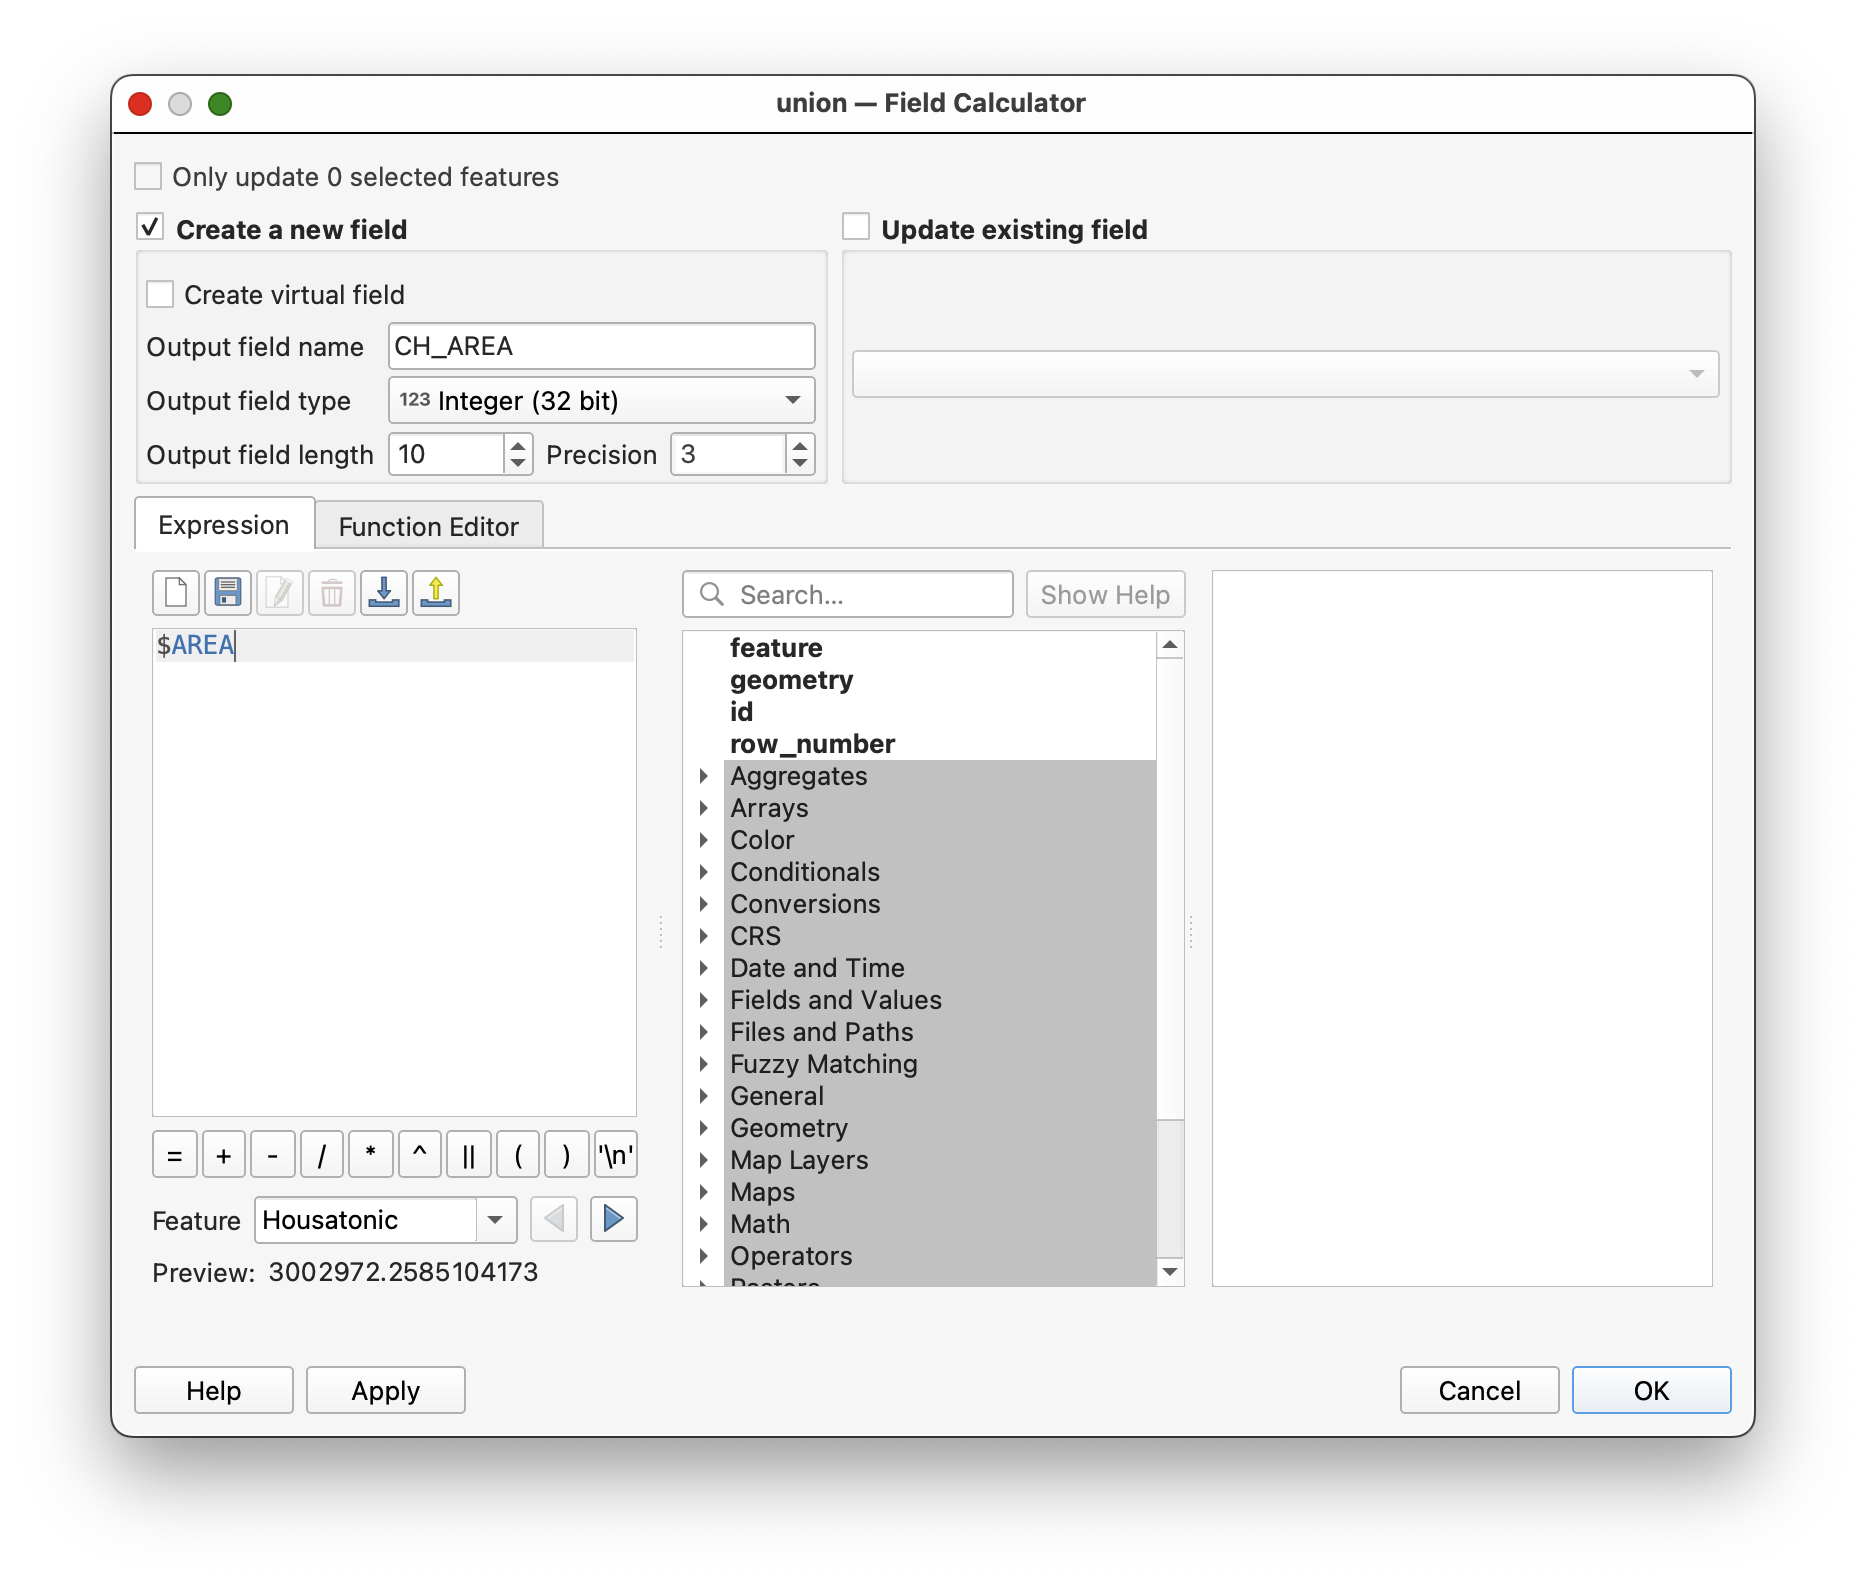 union — Field Calculator
Only update 0 selected features
Create a new field
Update existing field
Create virtual field
Output field name CH_AREA
Output field type 123 Integer (32 bit)
Output field length 10 Precision 3
Expression Function Editor
Search... Show Help
$AREA
feature
geometry
id
row_number
Aggregates
Arrays
Color
Conditionals
Conversions
CRS
Date and Time
Fields and Values
Files and Paths
Fuzzy Matching
General
Geometry
Map Layers
Maps
Math
Operators
Rasters
= + - / * ^ || ( ) '\n'
Feature Housatonic
Preview: 3002972.2585104173
Help Apply Cancel OK